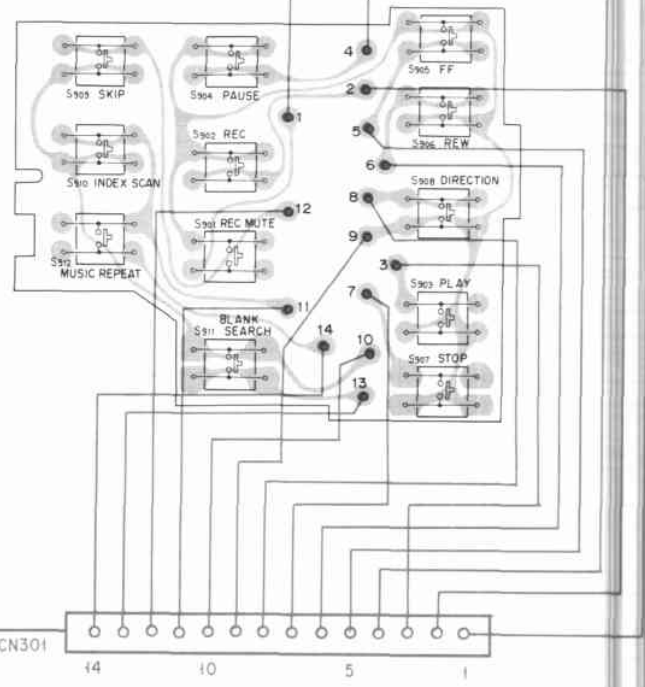 4
S905 FF
S909 SKIP
S904 PAUSE
2
1
S902 REC
5
S906 REW
6
S910 INDEX SCAN
S908 DIRECTION
8
12
S901 REC MUTE
9
S912
MUSIC REPEAT
3
S903 PLAY
7
11
BLANK
S911 SEARCH
14
10
S907 STOP
13
CN301
14
10
5
1